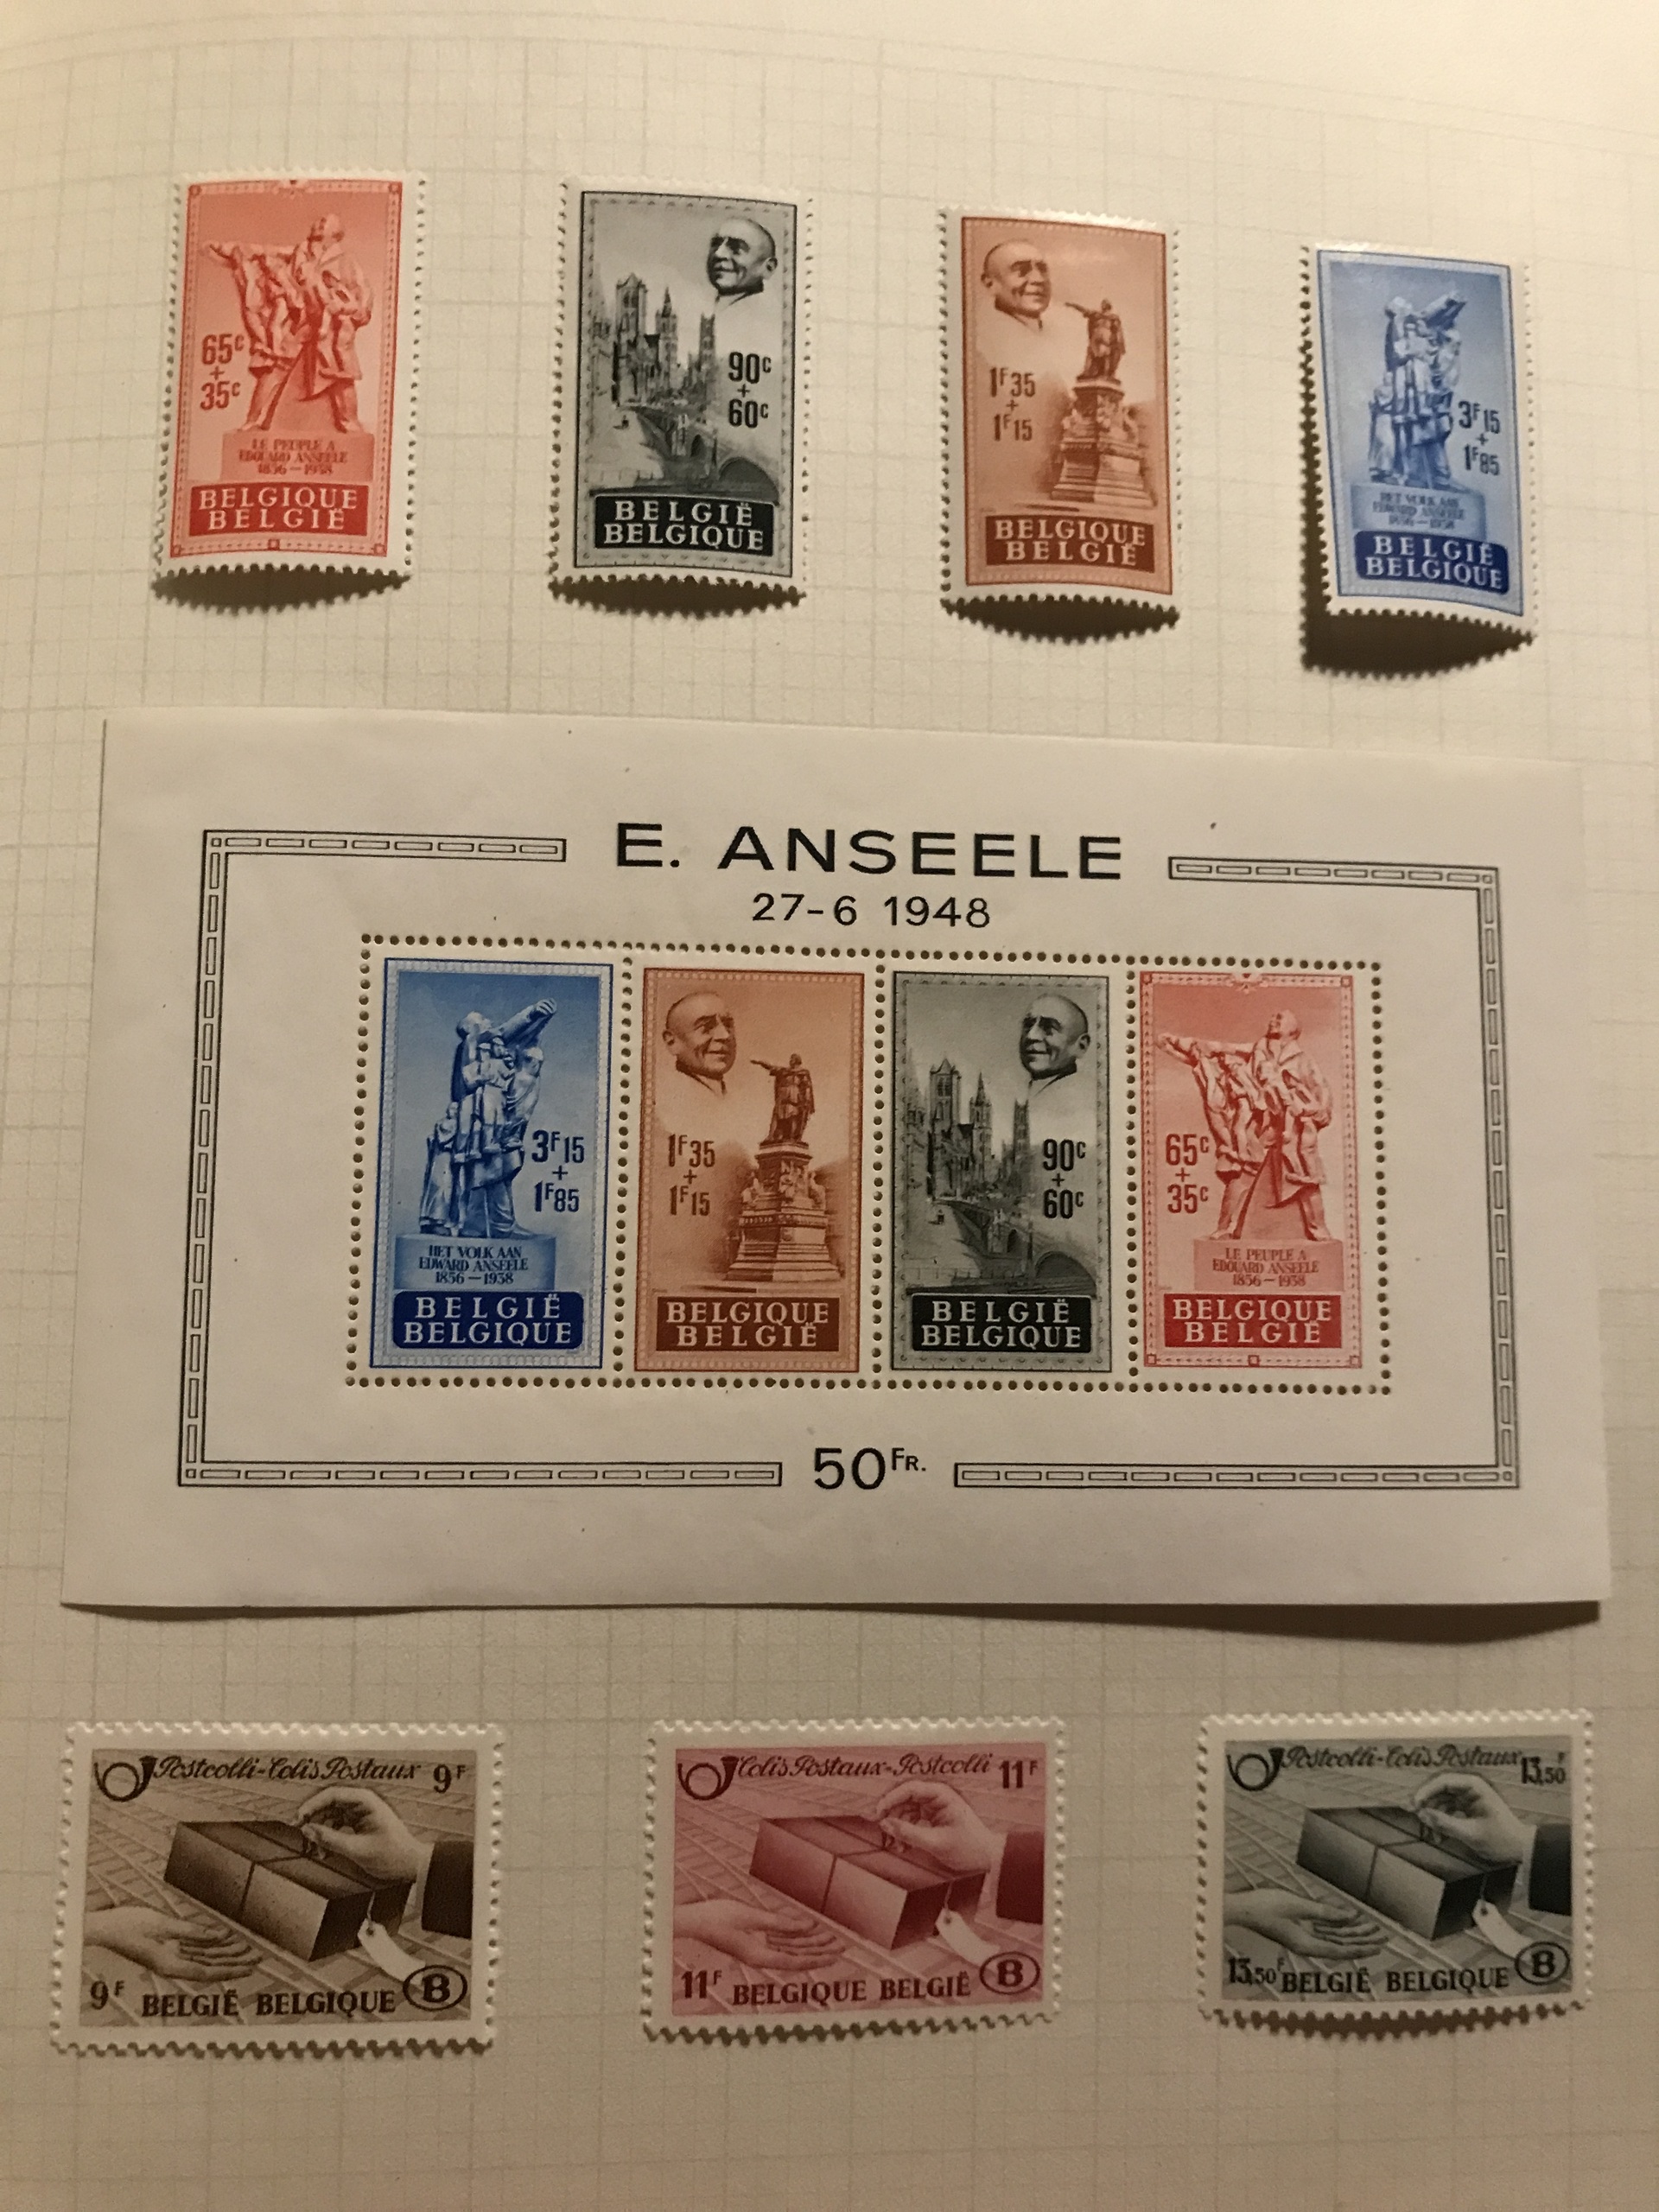 65c
+
35c
LE PEUPLE A
EDOUARD ANSEELE
1856 — 1938
BELGIQUE
BELGIË
90c
+
60c
BELGIË
BELGIQUE
1F35
+
1F15
BELGIQUE
BELGIË
3F15
+
1F85
HET VOLK AAN
EDWARD ANSEELE
1856 — 1938
BELGIË
BELGIQUE
E. ANSEELE
27-6 1948
3F15
+
1F85
HET VOLK AAN
EDWARD ANSEELE
1856 — 1938
BELGIË
BELGIQUE
1F35
+
1F15
BELGIQUE
BELGIË
90c
+
60c
BELGIË
BELGIQUE
65c
+
35c
LE PEUPLE A
EDOUARD ANSEELE
1856 — 1938
BELGIQUE
BELGIË
50FR.
Postcolli-Colis Postaux 9F
9F BELGIË BELGIQUE B
Colis Postaux-Postcolli 11F
11F BELGIQUE BELGIË B
Postcolli-Colis Postaux 13,50F
13,50F BELGIË BELGIQUE B